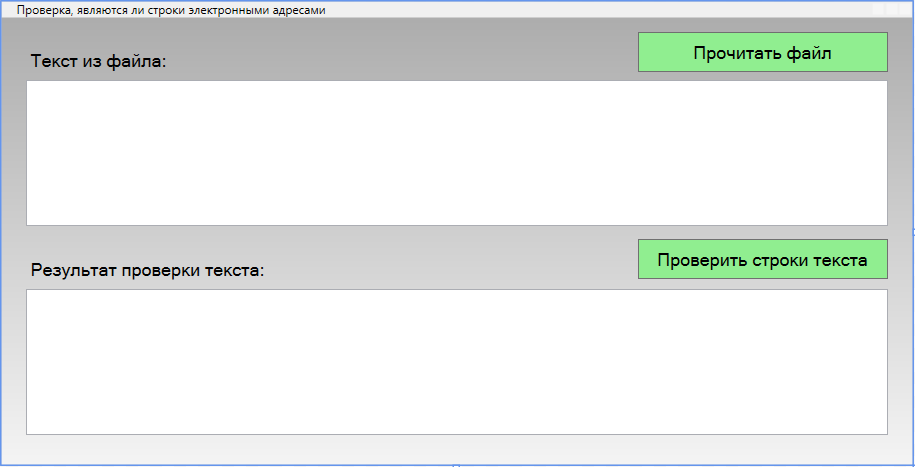 Проверка, являются ли строки электронными адресами
Прочитать файл
Текст из файла:
Проверить строки текста
Результат проверки текста: